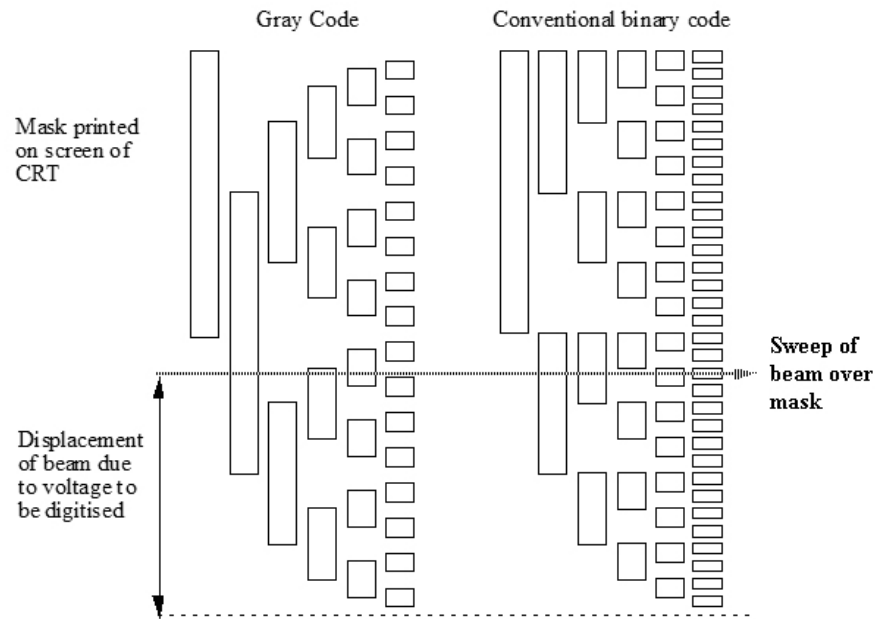 Gray Code
Conventional binary code
Mask printed
on screen of
CRT
Sweep of
beam over
mask
Displacement
of beam due
to voltage to
be digitised